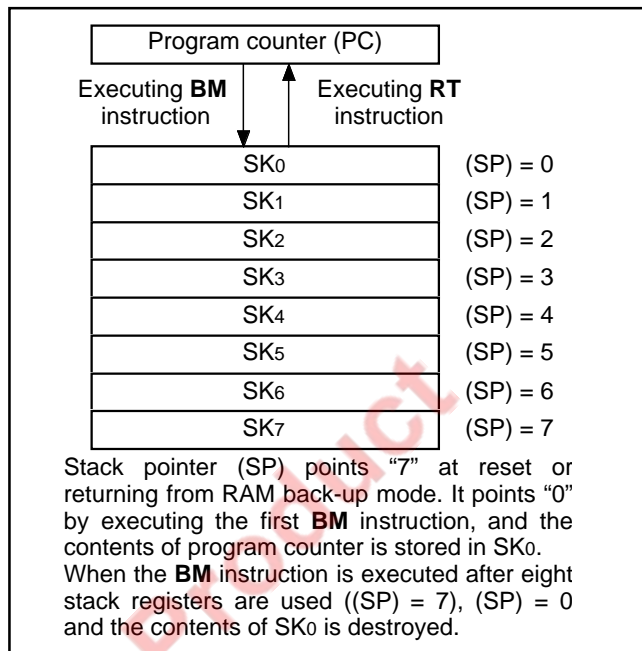 Program counter (PC)
Executing BM
instruction
Executing RT
instruction
SK0 (SP) = 0
SK1 (SP) = 1
SK2 (SP) = 2
SK3 (SP) = 3
SK4 (SP) = 4
SK5 (SP) = 5
SK6 (SP) = 6
SK7 (SP) = 7
Stack pointer (SP) points “7” at reset or
returning from RAM back-up mode. It points “0”
by executing the first BM instruction, and the
contents of program counter is stored in SK0.
When the BM instruction is executed after eight
stack registers are used ((SP) = 7), (SP) = 0
and the contents of SK0 is destroyed.
Product